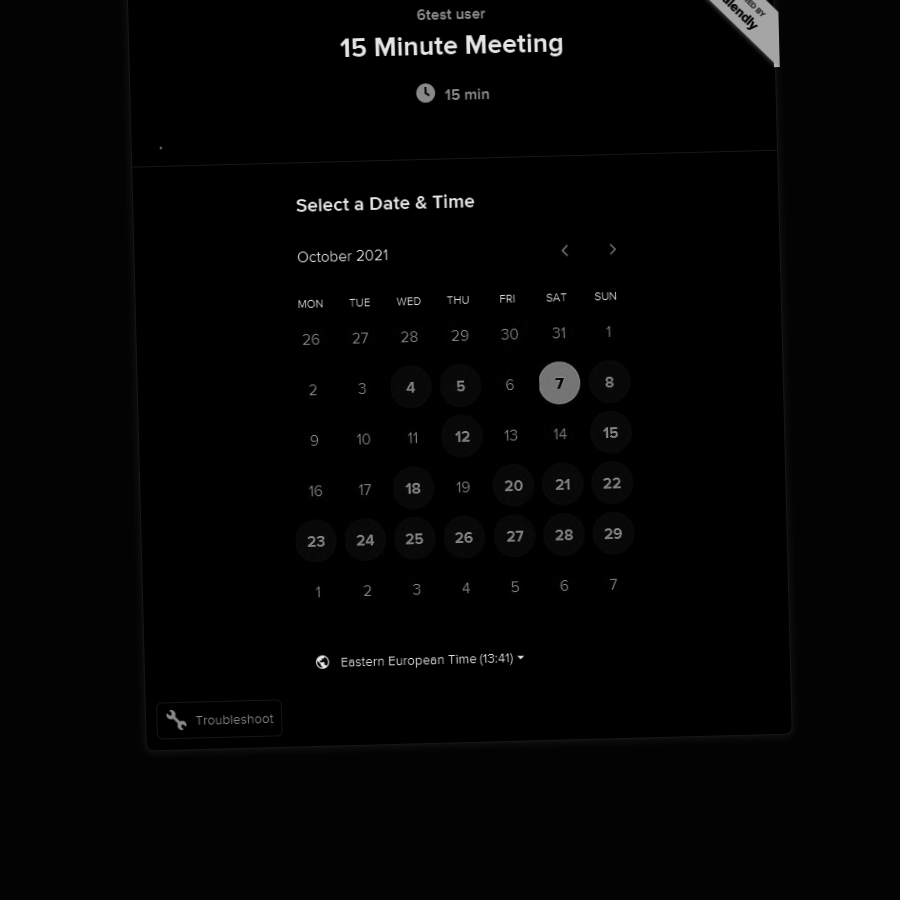 6test user
15 Minute Meeting
15 min
Select a Date & Time
October 2021
MON TUE WED THU FRI SAT SUN
26 27 28 29 30 31 1
2 3 4 5 6 7 8
9 10 11 12 13 14 15
16 17 18 19 20 21 22
23 24 25 26 27 28 29
1 2 3 4 5 6 7
Eastern European Time (13:41)
Troubleshoot